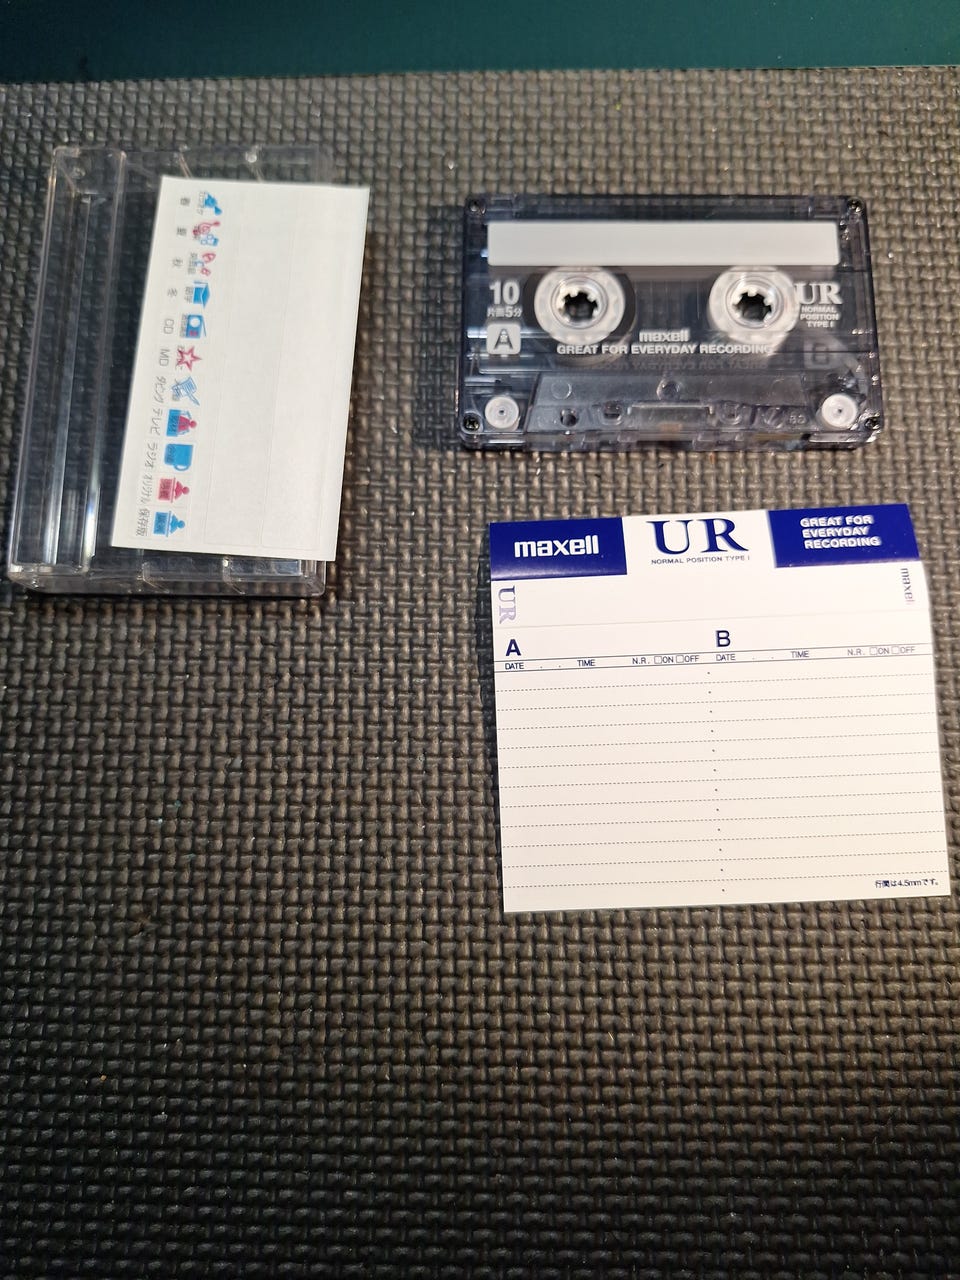 春
夏
秋
冬
CD
MD
ダビング
テレビ
ラジオ
オリジナル
保存版
10
片面5分
A
UR
NORMAL
POSITION
TYPE I
maxell
GREAT FOR EVERYDAY RECORDING
maxell
UR
NORMAL POSITION TYPE I
GREAT FOR
EVERYDAY
RECORDING
UR
maxell
A B
DATE . . TIME N.R. □ON □OFF DATE . . TIME N.R. □ON □OFF
行間は4.5mmです。